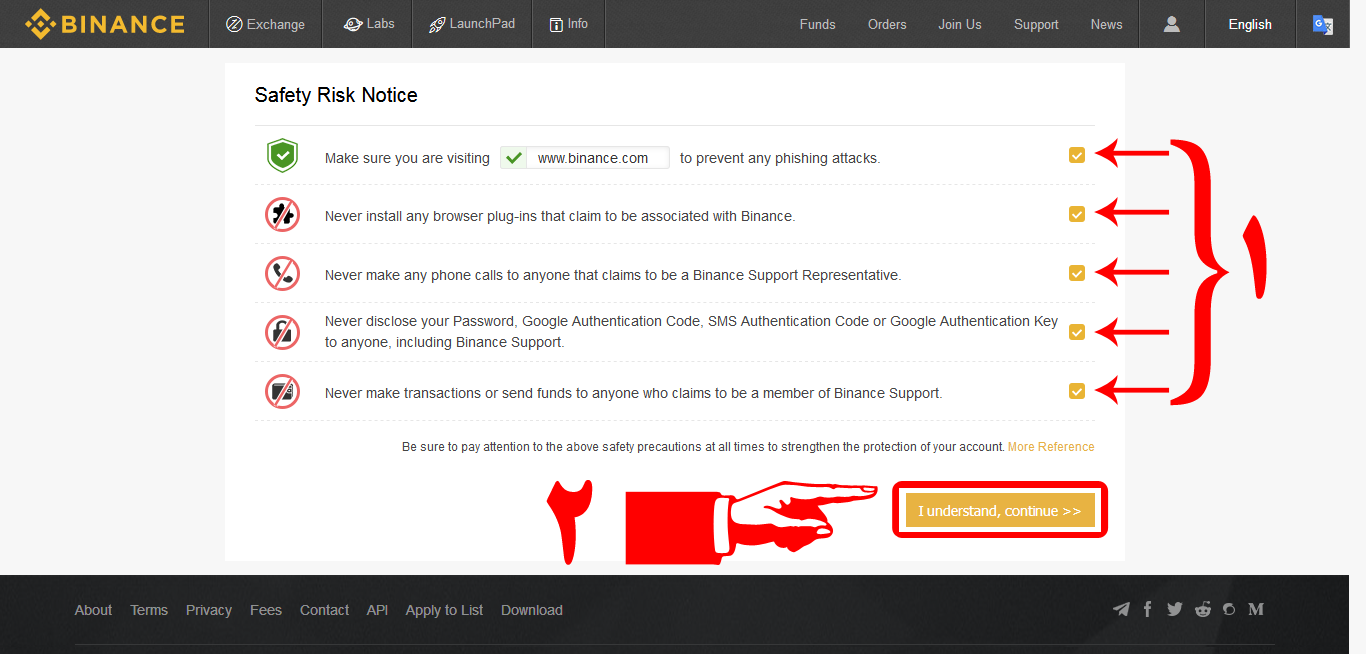 BINANCE
Exchange
Labs
LaunchPad
Info
Funds
Orders
Join Us
Support
News
English
Safety Risk Notice
Make sure you are visiting www.binance.com to prevent any phishing attacks.
Never install any browser plug-ins that claim to be associated with Binance.
Never make any phone calls to anyone that claims to be a Binance Support Representative.
Never disclose your Password, Google Authentication Code, SMS Authentication Code or Google Authentication Key
to anyone, including Binance Support.
Never make transactions or send funds to anyone who claims to be a member of Binance Support.
۱
Be sure to pay attention to the above safety precautions at all times to strengthen the protection of your account. More Reference
۲
I understand, continue >>
About
Terms
Privacy
Fees
Contact
API
Apply to List
Download